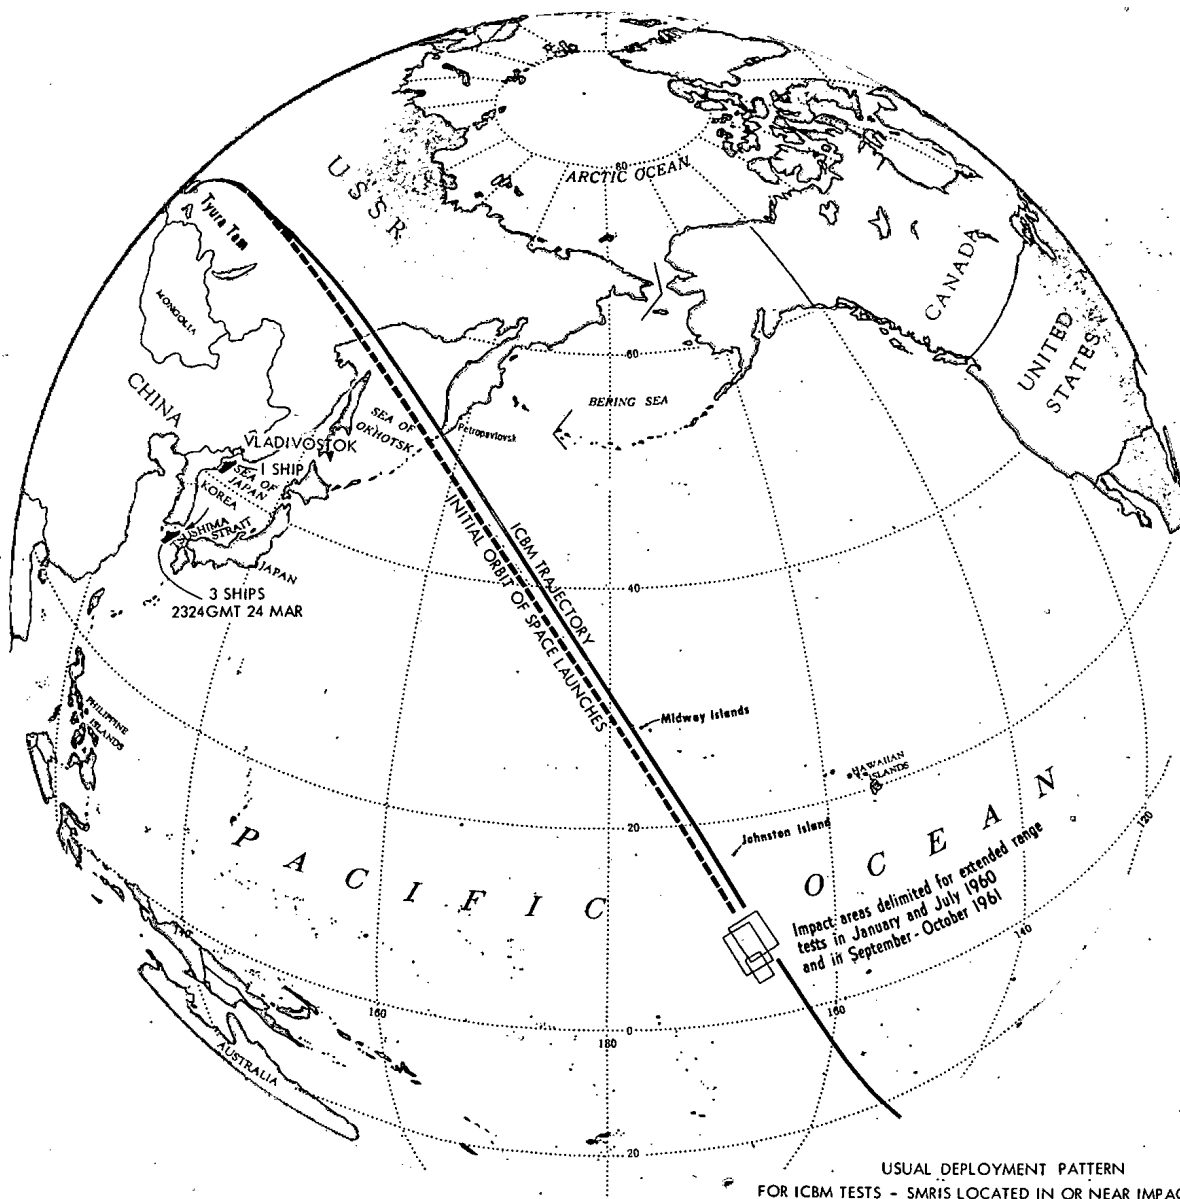 USSR
ARCTIC OCEAN
80
Tyura Tam
MONGOLIA
CANADA
UNITED
STATES
CHINA
60
BERING SEA
SEA OF
OKHOTSK
Petropavlovsk
VLADIVOSTOK
1 SHIP
SEA OF
JAPAN
KOREA
TSUSHIMA
STRAIT
JAPAN
3 SHIPS
2324GMT 24 MAR
40
ICBM TRAJECTORY
INITIAL ORBIT OF SPACE LAUNCHES
Midway Islands
PHILIPPINE
ISLANDS
HAWAIIAN
ISLANDS
20
Johnston Island
120
PACIFIC
OCEAN
Impact areas delimited for extended range
tests in January and July 1960
and in September - October 1961
140
140
160
160
0
180
AUSTRALIA
20
USUAL DEPLOYMENT PATTERN
FOR ICBM TESTS - SMRIS LOCATED IN OR NEAR